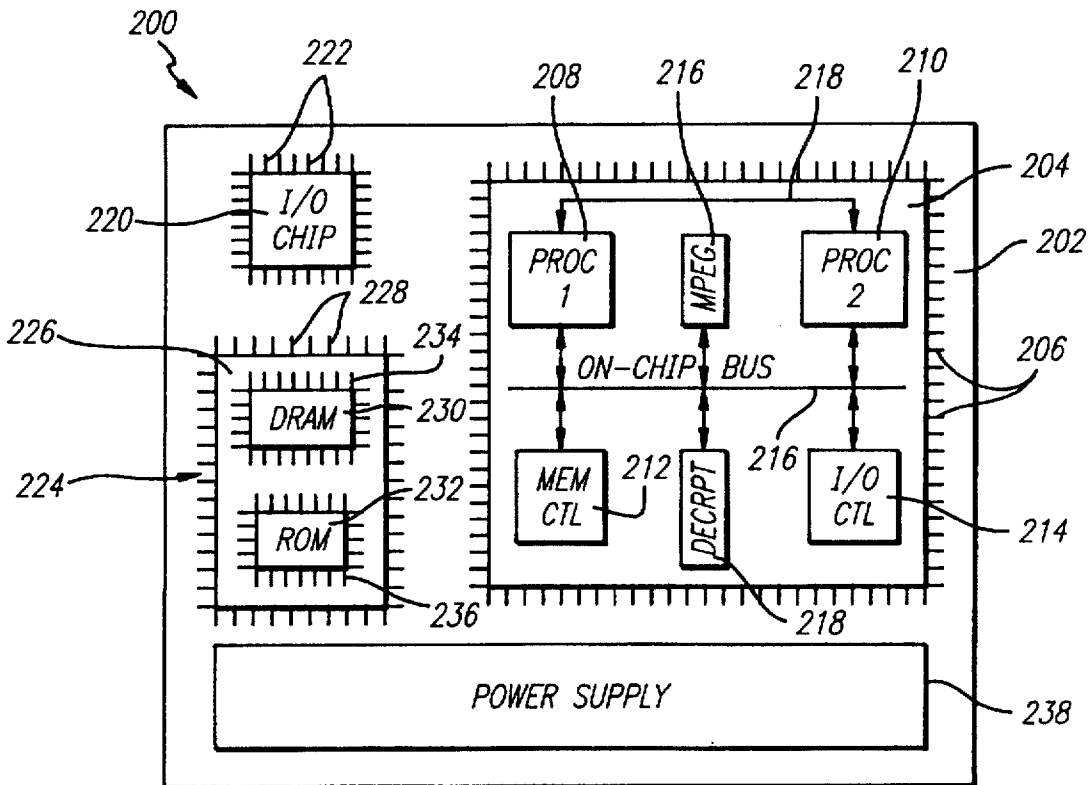 200
222
208
216
218
210
204
202
220
I/O
CHIP
PROC
1
MPEG
PROC
2
206
226
228
234
ON-CHIP BUS
DRAM
230
216
224
232
ROM
236
MEM
CTL
212
DECRPT
218
I/O
CTL
214
POWER SUPPLY
238